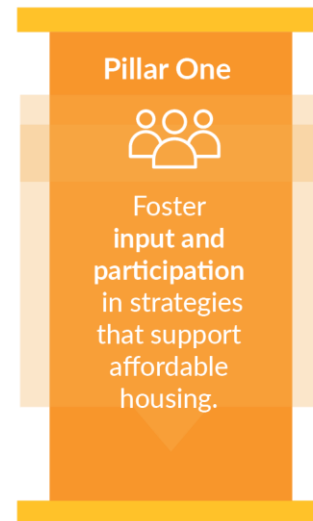 Pillar One
Foster
input and
participation
in strategies
that support
affordable
housing.